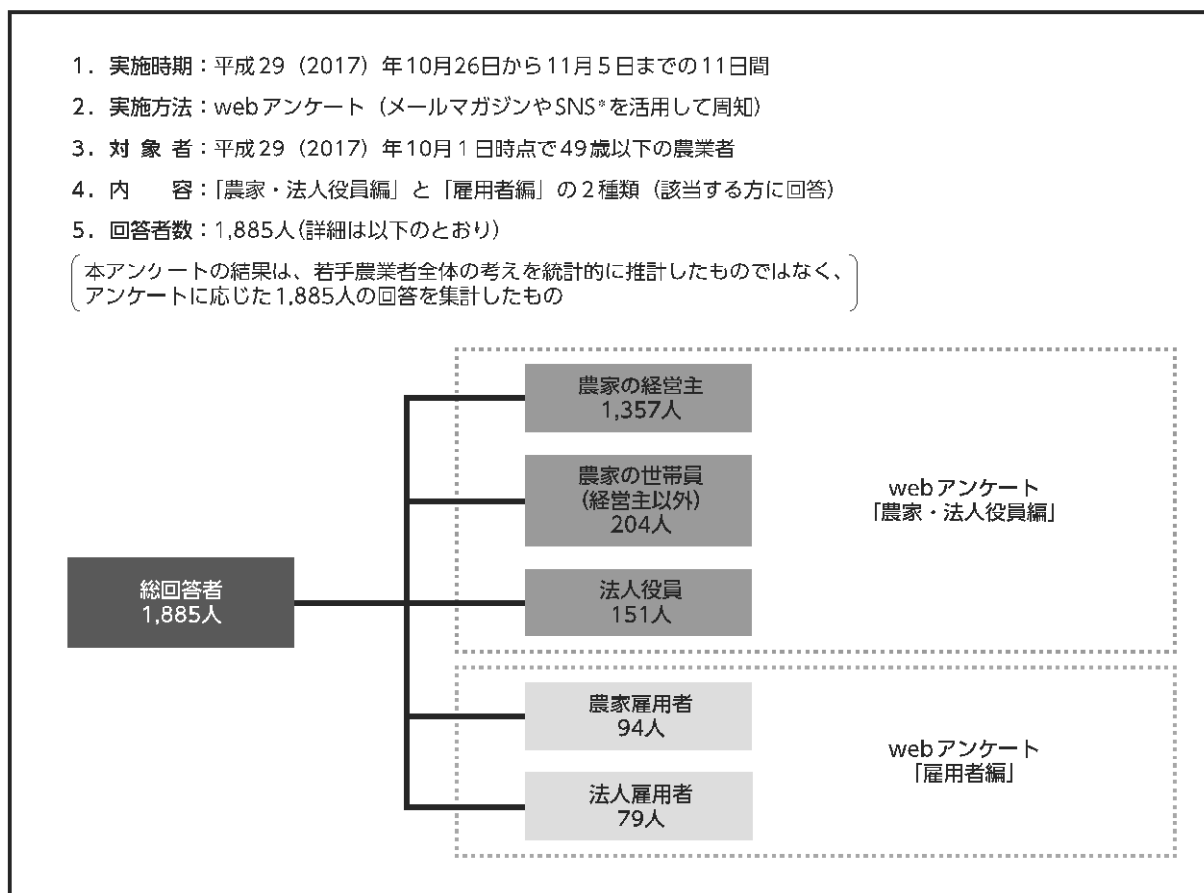 1．実施時期：平成29（2017）年10月26日から11月5日までの11日間
2．実施方法：webアンケート（メールマガジンやSNS*を活用して周知）
3．対 象 者：平成29（2017）年10月1日時点で49歳以下の農業者
4．内　　容：「農家・法人役員編」と「雇用者編」の2種類（該当する方に回答）
5．回答者数：1,885人（詳細は以下のとおり）
本アンケートの結果は、若手農業者全体の考えを統計的に推計したものではなく、
アンケートに応じた1,885人の回答を集計したもの
総回答者
1,885人
農家の経営主
1,357人
農家の世帯員
（経営主以外）
204人
法人役員
151人
webアンケート
「農家・法人役員編」
農家雇用者
94人
法人雇用者
79人
webアンケート
「雇用者編」